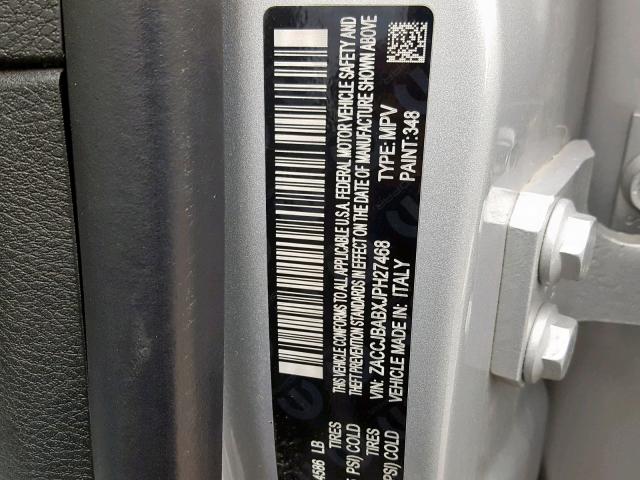 4586 LB
TIRES
PSI) COLD
TIRES
PSI) COLD
THIS VEHICLE CONFORMS TO ALL APPLICABLE U.S.A. FEDERAL MOTOR VEHICLE SAFETY AND
THEFT PREVENTION STANDARDS IN EFFECT ON THE DATE OF MANUFACTURE SHOWN ABOVE
VIN: ZACCJBABXJPH27468 TYPE: MPV
VEHICLE MADE IN: ITALY PAINT: 348